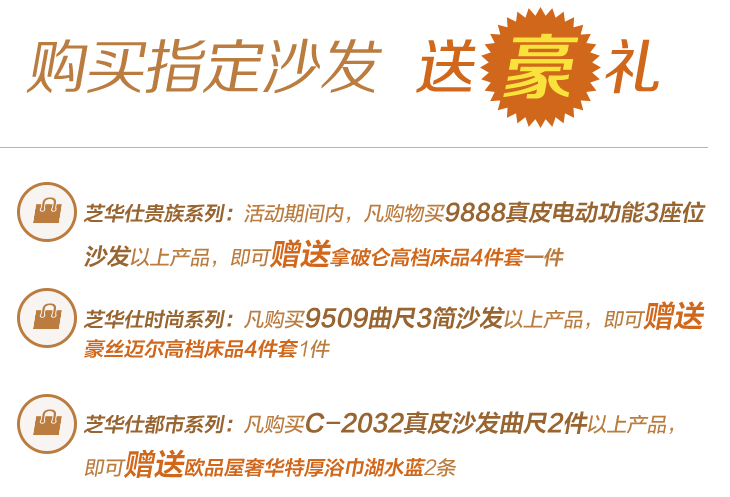 购买指定沙发 送豪礼
芝华仕贵族系列：活动期间内，凡购物买9888真皮电动功能3座位
沙发以上产品，即可赠送拿破仑高档床品4件套一件
芝华仕时尚系列：凡购买9509曲尺3简沙发以上产品，即可赠送
豪丝迈尔高档床品4件套1件
芝华仕都市系列：凡购买C-2032真皮沙发曲尺2件以上产品，
即可赠送欧品屋奢华特厚浴巾湖水蓝2条